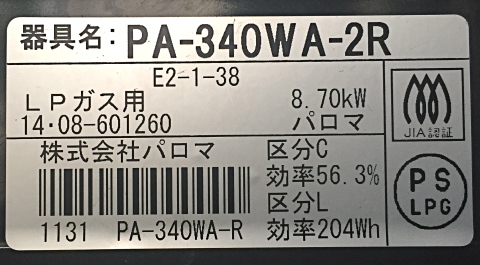 器具名: PA-340WA-2R
E2-1-38
LPガス用 8.70kW
14・08-601260 パロマ
JIA認証
株式会社パロマ 区分C
効率56.3%
区分L
1131 PA-340WA-R 効率204Wh
PS
LPG